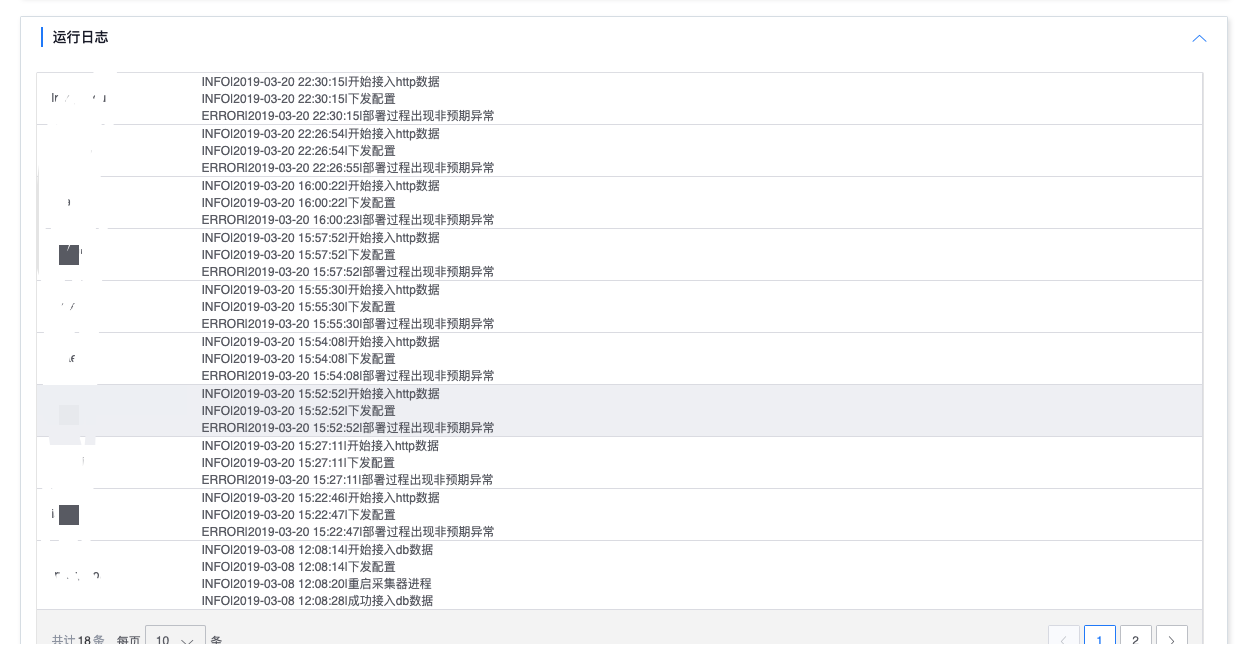 运行日志
INFO|2019-03-20 22:30:15|开始接入http数据
INFO|2019-03-20 22:30:15|下发配置
ERROR|2019-03-20 22:30:15|部署过程出现非预期异常
INFO|2019-03-20 22:26:54|开始接入http数据
INFO|2019-03-20 22:26:54|下发配置
ERROR|2019-03-20 22:26:55|部署过程出现非预期异常
INFO|2019-03-20 16:00:22|开始接入http数据
INFO|2019-03-20 16:00:22|下发配置
ERROR|2019-03-20 16:00:23|部署过程出现非预期异常
INFO|2019-03-20 15:57:52|开始接入http数据
INFO|2019-03-20 15:57:52|下发配置
ERROR|2019-03-20 15:57:52|部署过程出现非预期异常
INFO|2019-03-20 15:55:30|开始接入http数据
INFO|2019-03-20 15:55:30|下发配置
ERROR|2019-03-20 15:55:30|部署过程出现非预期异常
INFO|2019-03-20 15:54:08|开始接入http数据
INFO|2019-03-20 15:54:08|下发配置
ERROR|2019-03-20 15:54:08|部署过程出现非预期异常
INFO|2019-03-20 15:52:52|开始接入http数据
INFO|2019-03-20 15:52:52|下发配置
ERROR|2019-03-20 15:52:52|部署过程出现非预期异常
INFO|2019-03-20 15:27:11|开始接入http数据
INFO|2019-03-20 15:27:11|下发配置
ERROR|2019-03-20 15:27:11|部署过程出现非预期异常
INFO|2019-03-20 15:22:46|开始接入http数据
INFO|2019-03-20 15:22:47|下发配置
ERROR|2019-03-20 15:22:47|部署过程出现非预期异常
INFO|2019-03-08 12:08:14|开始接入db数据
INFO|2019-03-08 12:08:14|下发配置
INFO|2019-03-08 12:08:20|重启采集器进程
INFO|2019-03-08 12:08:28|成功接入db数据
共计18条 每页 10 条 1 2